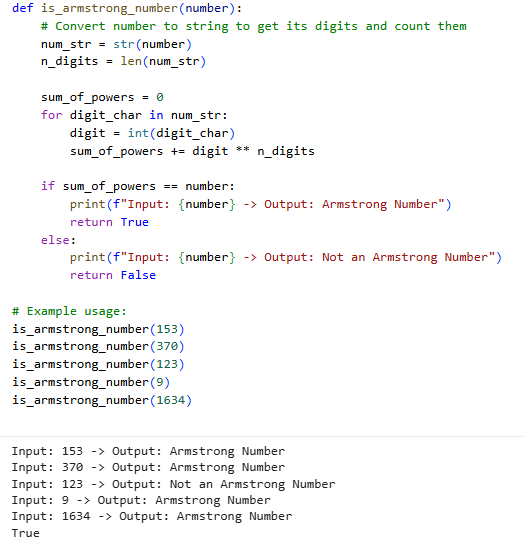 def is_armstrong_number(number):
    # Convert number to string to get its digits and count them
    num_str = str(number)
    n_digits = len(num_str)

    sum_of_powers = 0
    for digit_char in num_str:
        digit = int(digit_char)
        sum_of_powers += digit ** n_digits

    if sum_of_powers == number:
        print(f"Input: {number} -> Output: Armstrong Number")
        return True
    else:
        print(f"Input: {number} -> Output: Not an Armstrong Number")
        return False

# Example usage:
is_armstrong_number(153)
is_armstrong_number(370)
is_armstrong_number(123)
is_armstrong_number(9)
is_armstrong_number(1634)

Input: 153 -> Output: Armstrong Number
Input: 370 -> Output: Armstrong Number
Input: 123 -> Output: Not an Armstrong Number
Input: 9 -> Output: Armstrong Number
Input: 1634 -> Output: Armstrong Number
True